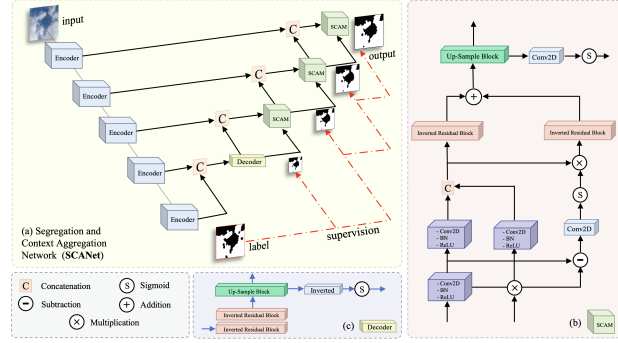 input
Encoder
Encoder
Encoder
Encoder
Encoder
C
C
C
C
SCAM
SCAM
SCAM
Decoder
output
label
supervision
(a) Segregation and
Context Aggregation
Network (SCANet)
C Concatenation
S Sigmoid
Subtraction
Addition
Multiplication
Up-Sample Block
Inverted
S
Inverted Residual Block
Inverted Residual Block
(c)
Decoder
Up-Sample Block
Conv2D
S
Inverted Residual Block
Inverted Residual Block
C
S
- Conv2D
- BN
- ReLU
- Conv2D
- BN
- ReLU
Conv2D
- Conv2D
- BN
- ReLU
(b)
SCAM